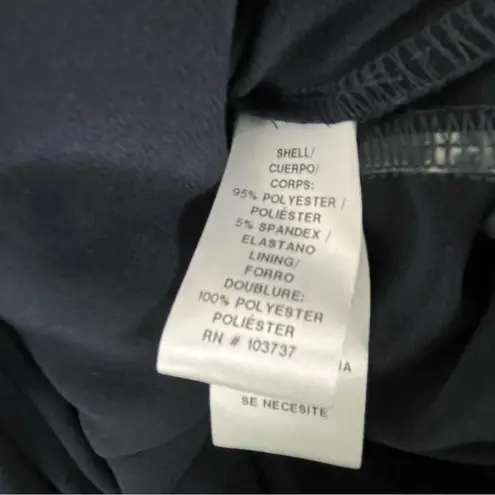 SHELL/
CUERPO/
CORPS:
95% POLYESTER /
POLIÉSTER
5% SPANDEX /
ELASTANO
LINING/
FORRO
DOUBLURE:
100% POLYESTER
POLIÉSTER
RN # 103737
SE NECESITE